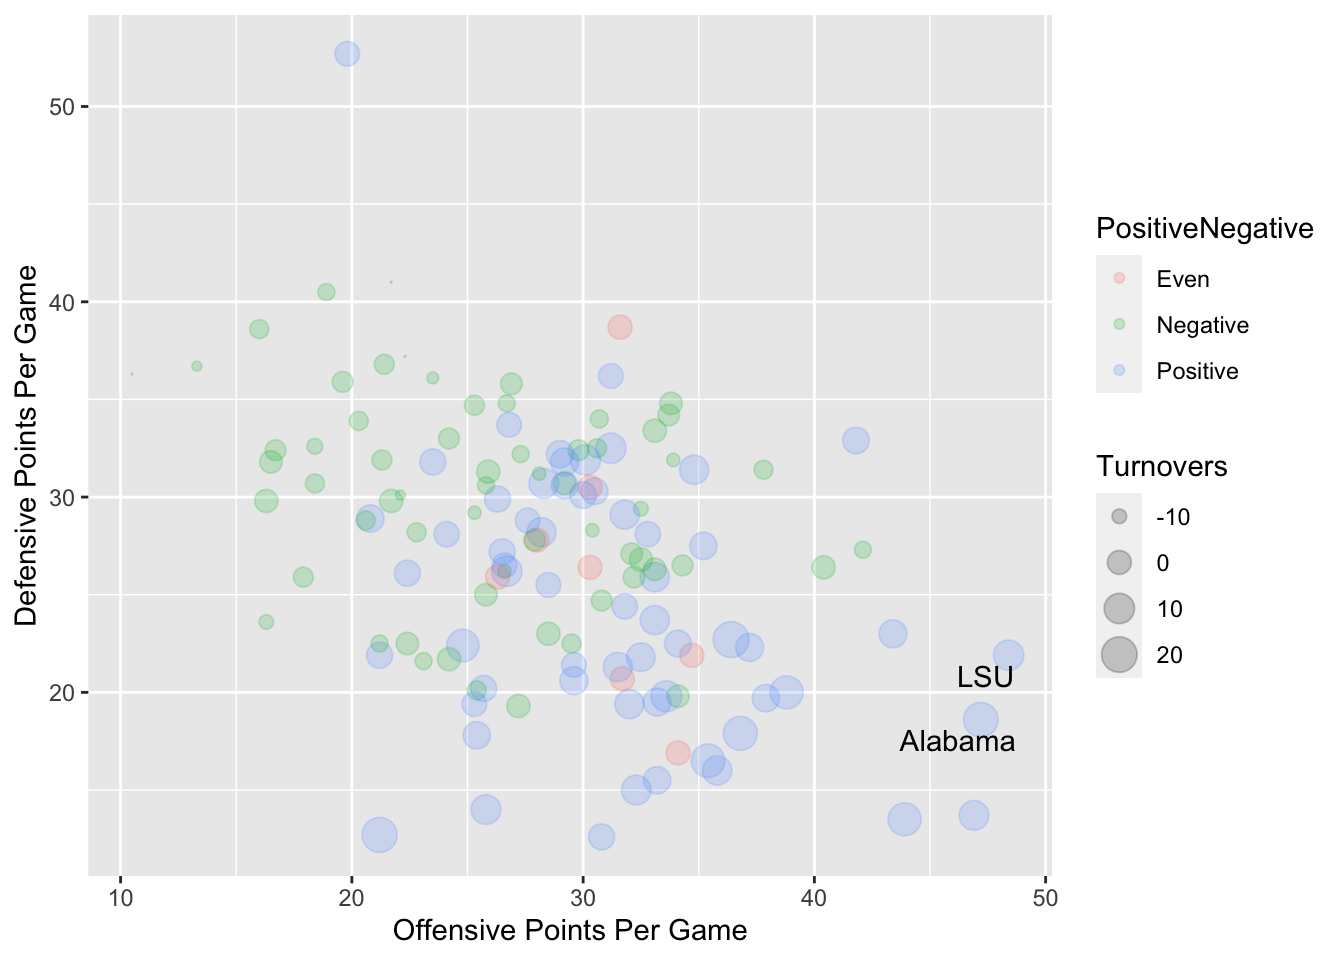 50
40
30
20
Defensive Points Per Game
10
20
30
40
50
Offensive Points Per Game
LSU
Alabama
PositiveNegative
Even
Negative
Positive
Turnovers
-10
0
10
20